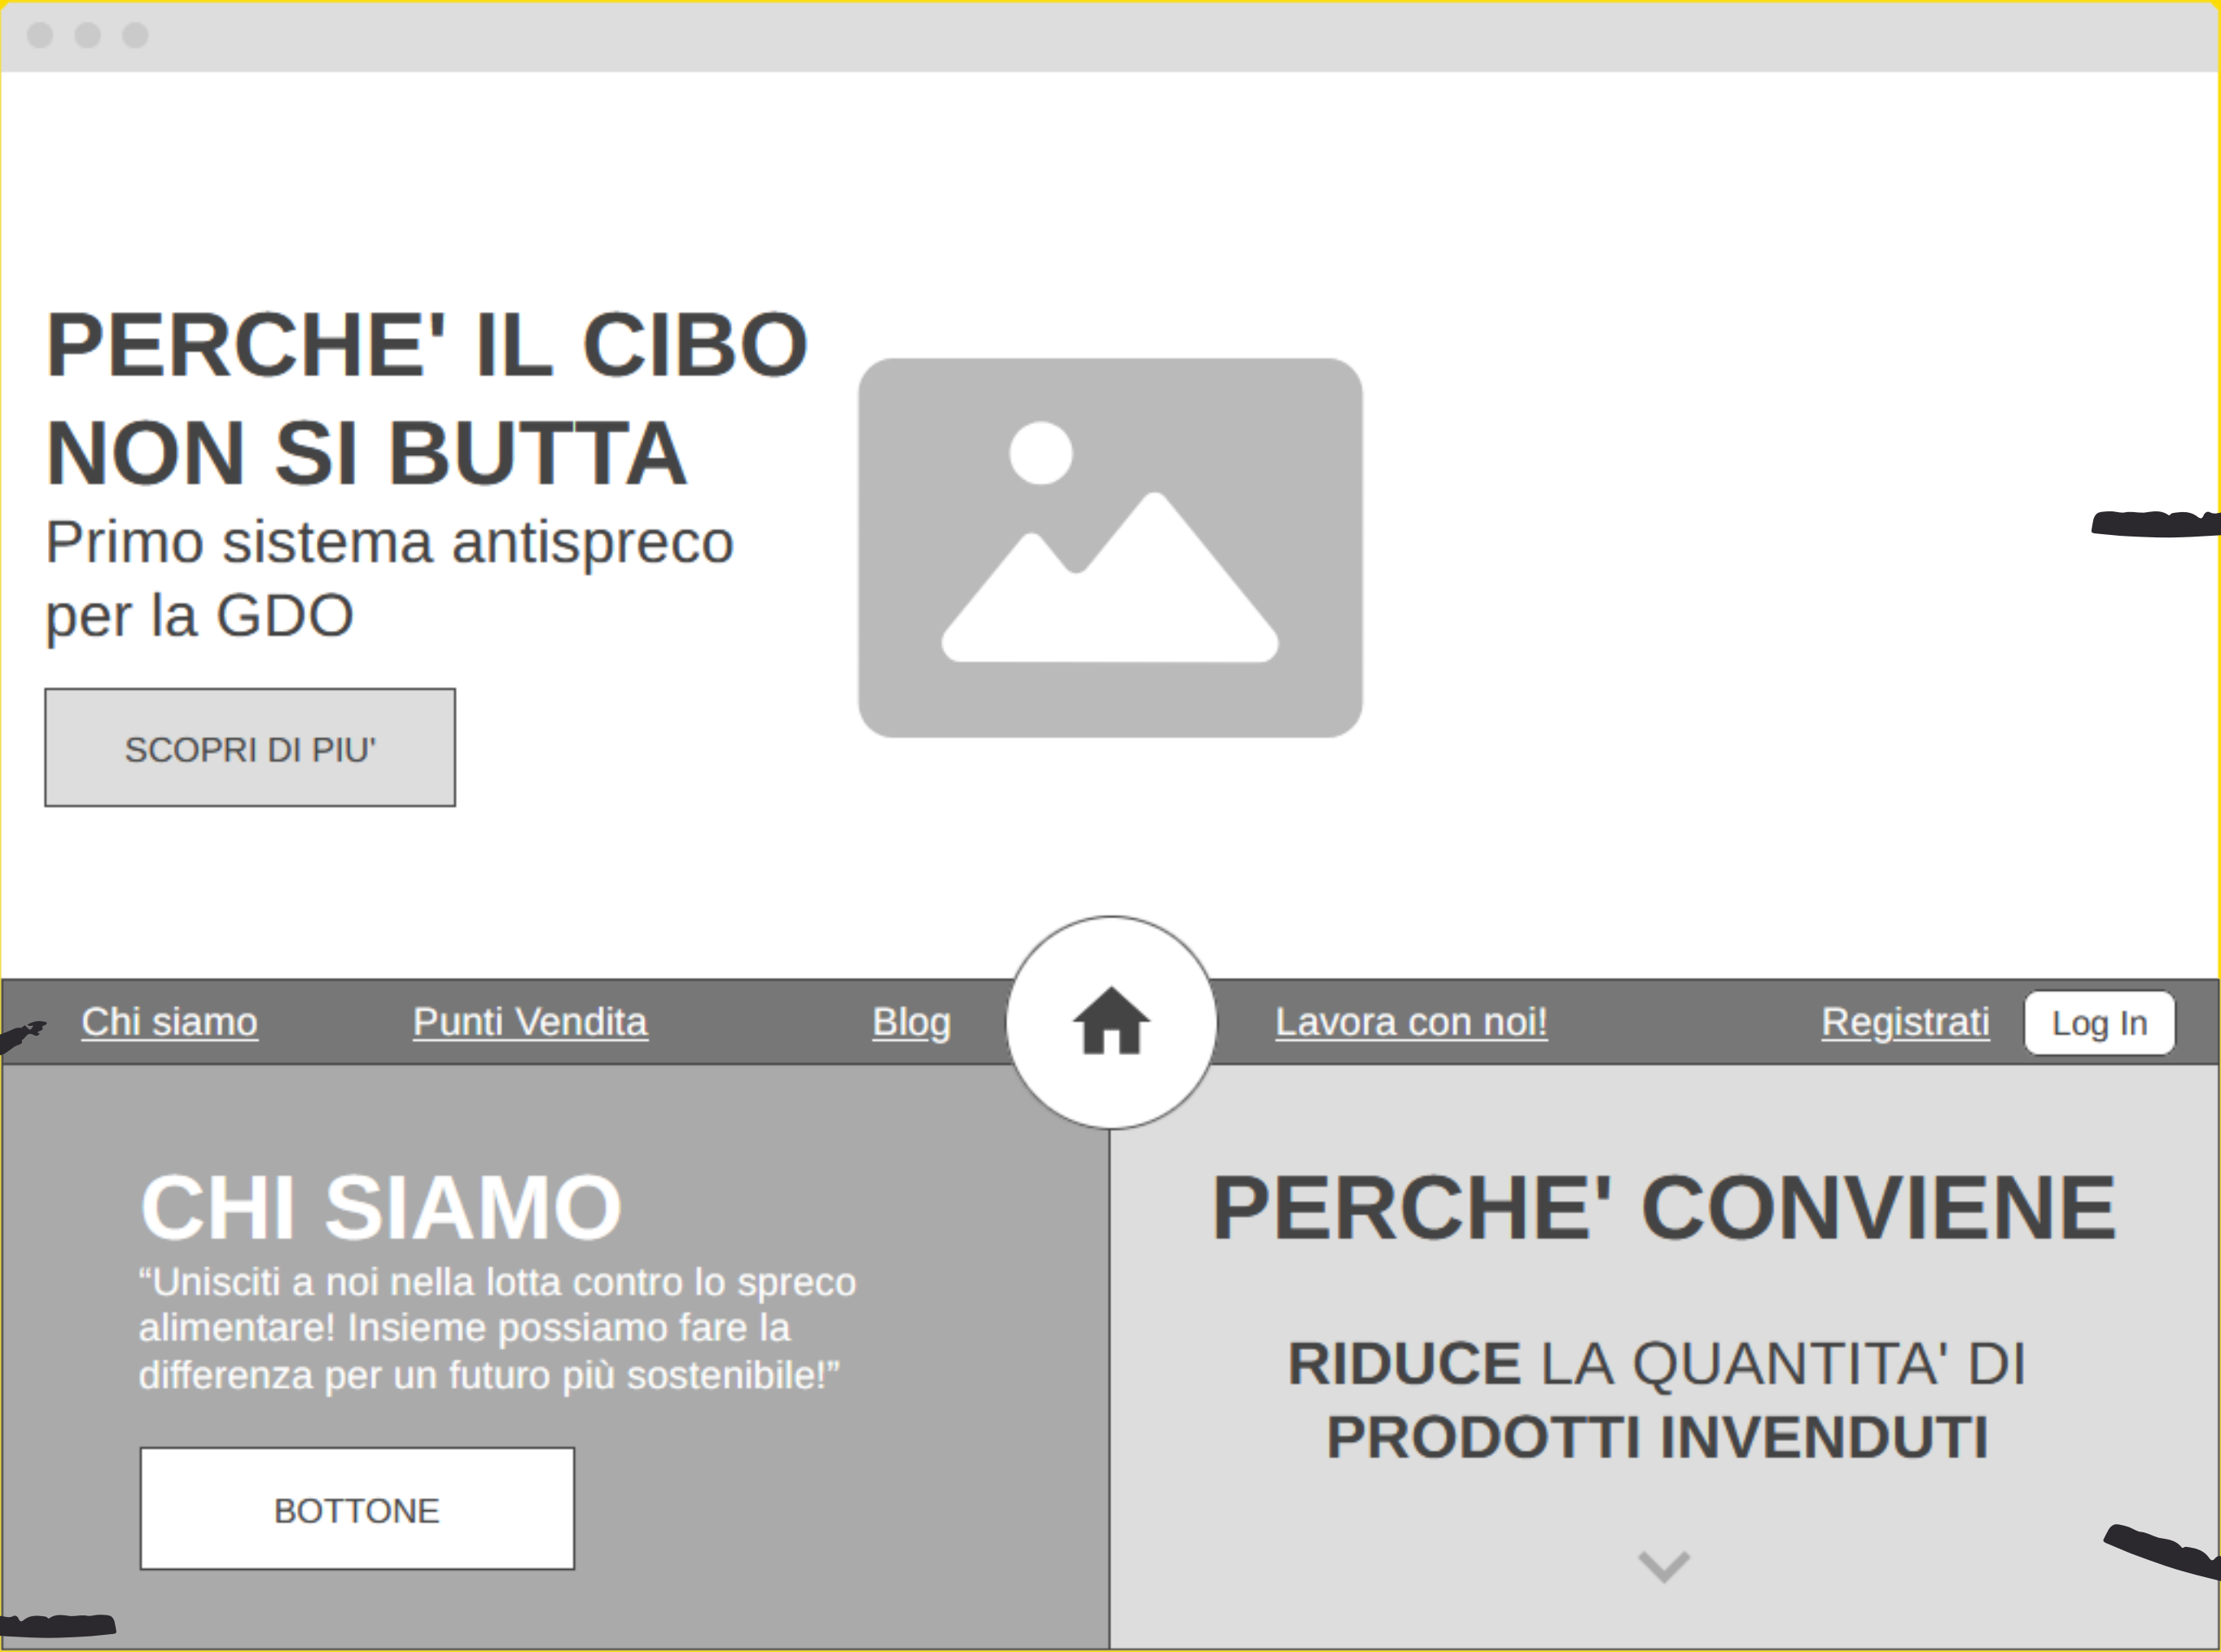 PERCHE' IL CIBO
NON SI BUTTA
Primo sistema antispreco
per la GDO
SCOPRI DI PIU'
Chi siamo
Punti Vendita
Blog
Lavora con noi!
Registrati
Log In
CHI SIAMO
“Unisciti a noi nella lotta contro lo spreco
alimentare! Insieme possiamo fare la
differenza per un futuro più sostenibile!”
BOTTONE
PERCHE' CONVIENE
RIDUCE LA QUANTITA' DI
PRODOTTI INVENDUTI